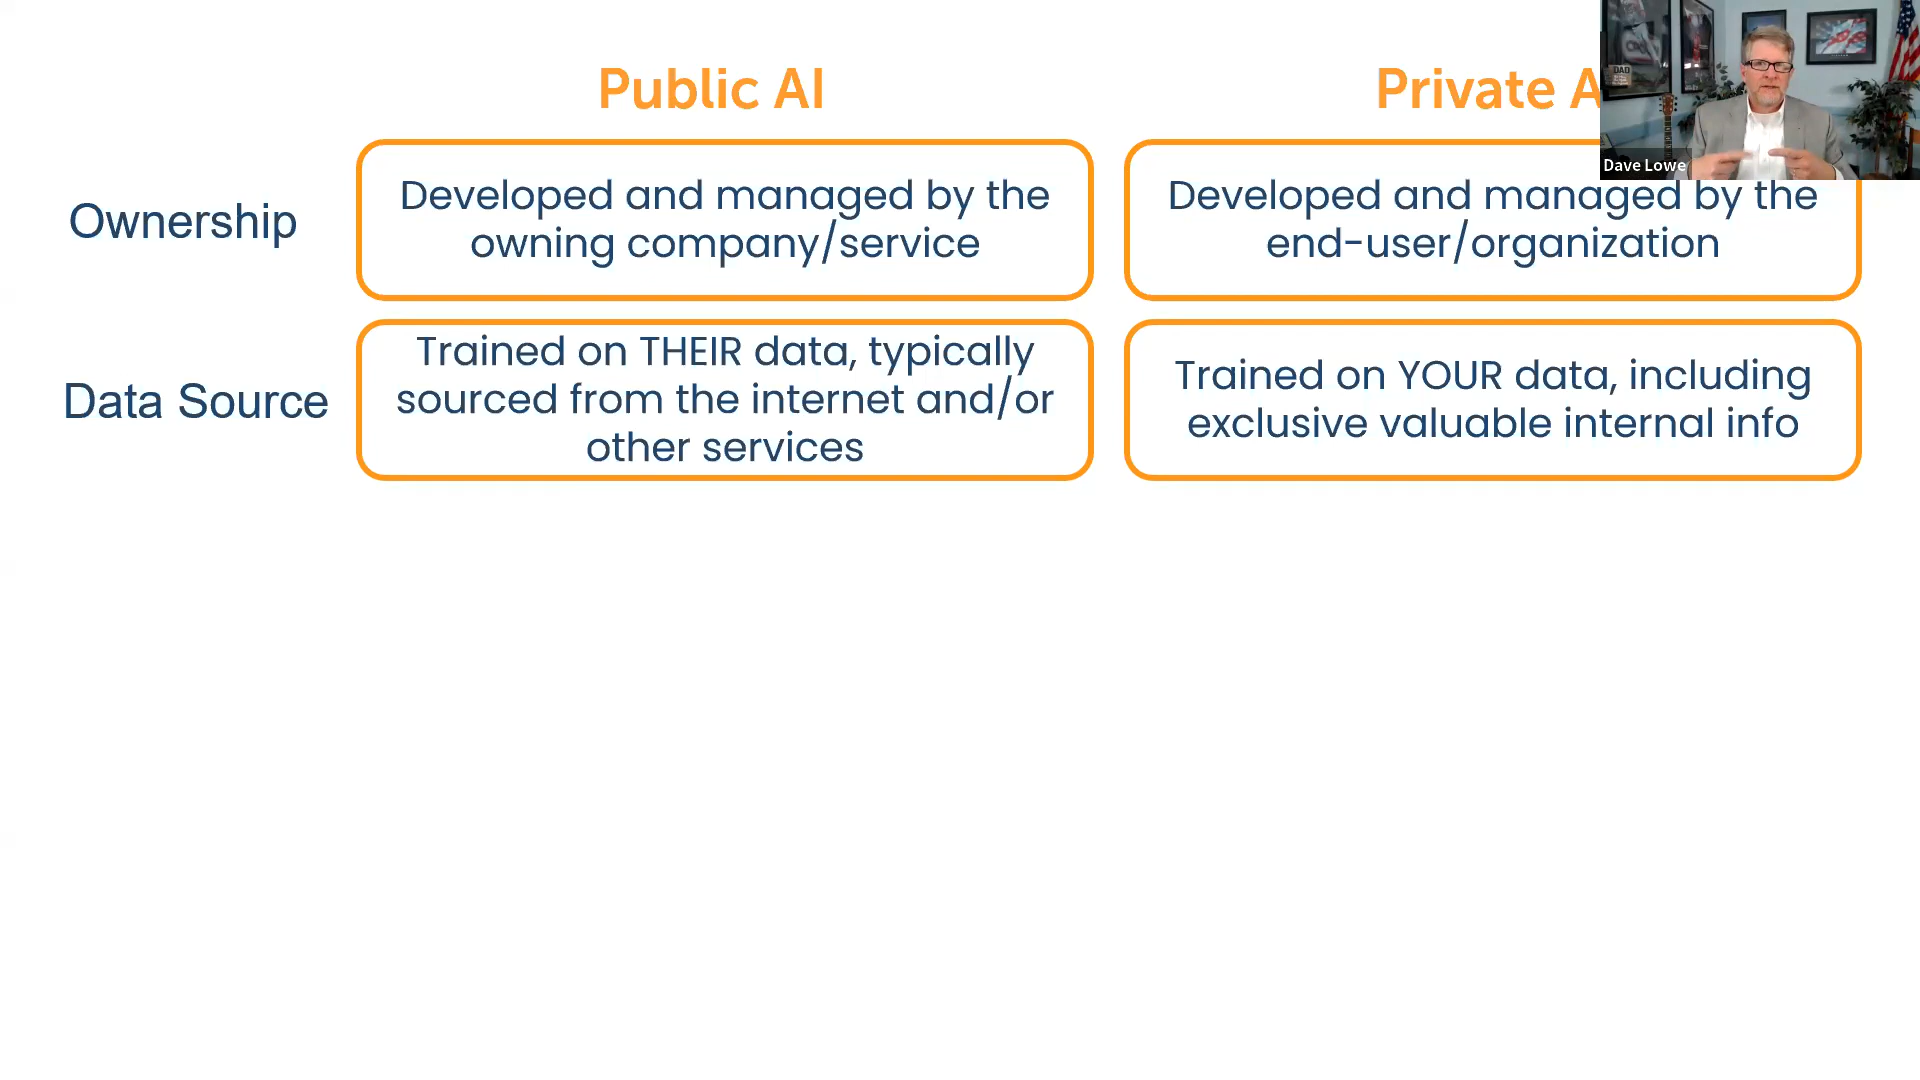 Public AI
Private A
Dave Lowe
Ownership
Developed and managed by the
owning company/service
Developed and managed by the
end-user/organization
Data Source
Trained on THEIR data, typically
sourced from the internet and/or
other services
Trained on YOUR data, including
exclusive valuable internal info
DAD